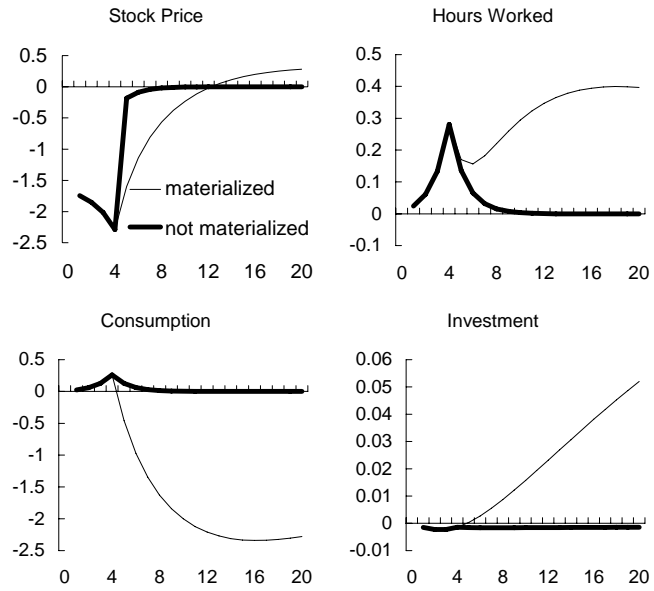 Stock Price
0.5
0
-0.5
-1
-1.5
-2
-2.5
materialized
not materialized
0 4 8 12 16 20
Hours Worked
0.5
0.4
0.3
0.2
0.1
0
-0.1
0 4 8 12 16 20
Consumption
0.5
0
-0.5
-1
-1.5
-2
-2.5
0 4 8 12 16 20
Investment
0.06
0.05
0.04
0.03
0.02
0.01
0
-0.01
0 4 8 12 16 20